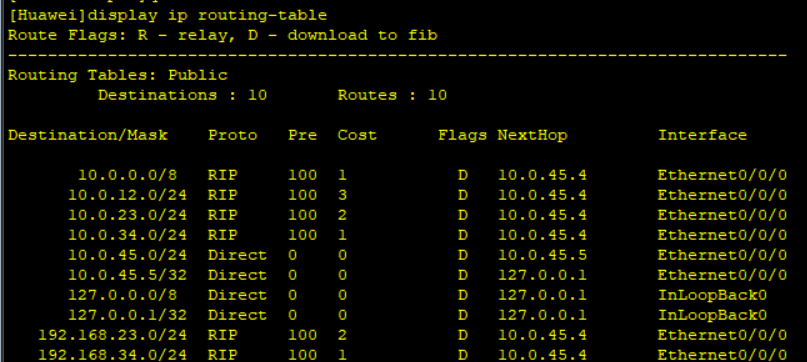 [Huawei]display ip routing-table
Route Flags: R - relay, D - download to fib
------------------------------------------------------------------------------
Routing Tables: Public
Destinations : 10 Routes : 10
Destination/Mask Proto Pre Cost Flags NextHop Interface
10.0.0.0/8 RIP 100 1 D 10.0.45.4 Ethernet0/0/0
10.0.12.0/24 RIP 100 3 D 10.0.45.4 Ethernet0/0/0
10.0.23.0/24 RIP 100 2 D 10.0.45.4 Ethernet0/0/0
10.0.34.0/24 RIP 100 1 D 10.0.45.4 Ethernet0/0/0
10.0.45.0/24 Direct 0 0 D 10.0.45.5 Ethernet0/0/0
10.0.45.5/32 Direct 0 0 D 127.0.0.1 Ethernet0/0/0
127.0.0.0/8 Direct 0 0 D 127.0.0.1 InLoopBack0
127.0.0.1/32 Direct 0 0 D 127.0.0.1 InLoopBack0
192.168.23.0/24 RIP 100 2 D 10.0.45.4 Ethernet0/0/0
192.168.34.0/24 RIP 100 1 D 10.0.45.4 Ethernet0/0/0